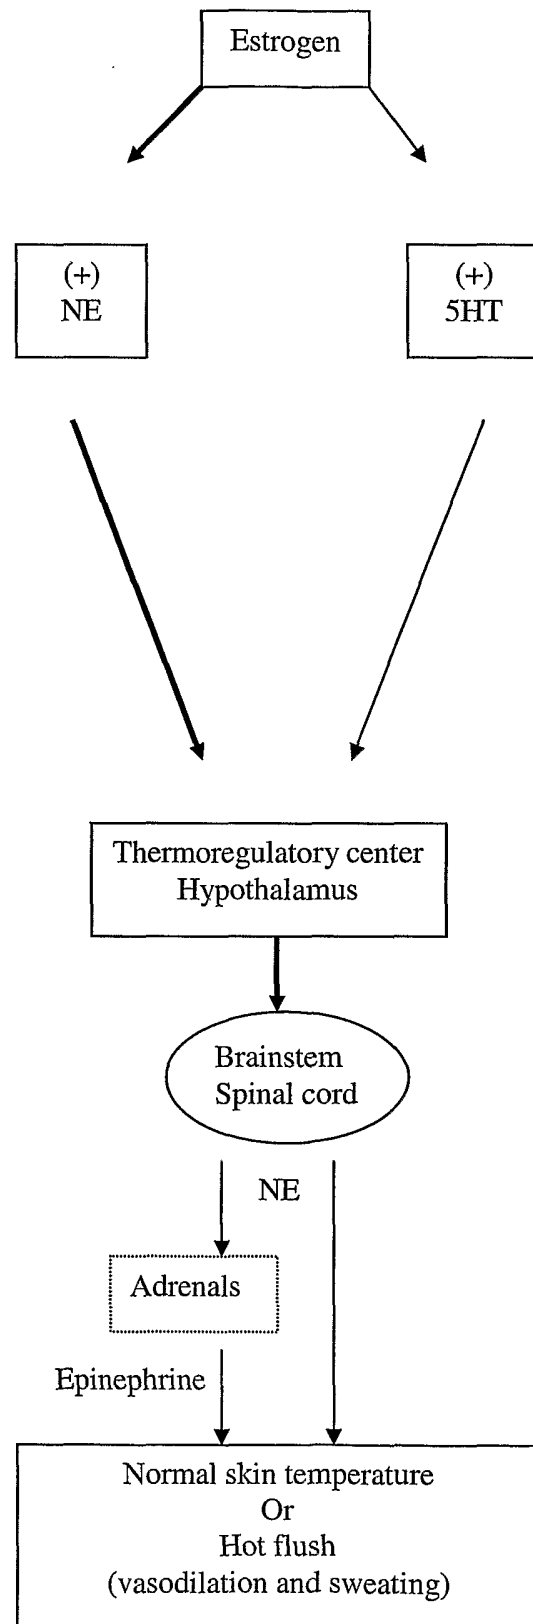 Estrogen
(+)
NE
(+)
5HT
Thermoregulatory center
Hypothalamus
Brainstem
Spinal cord
NE
Adrenals
Epinephrine
Normal skin temperature
Or
Hot flush
(vasodilation and sweating)